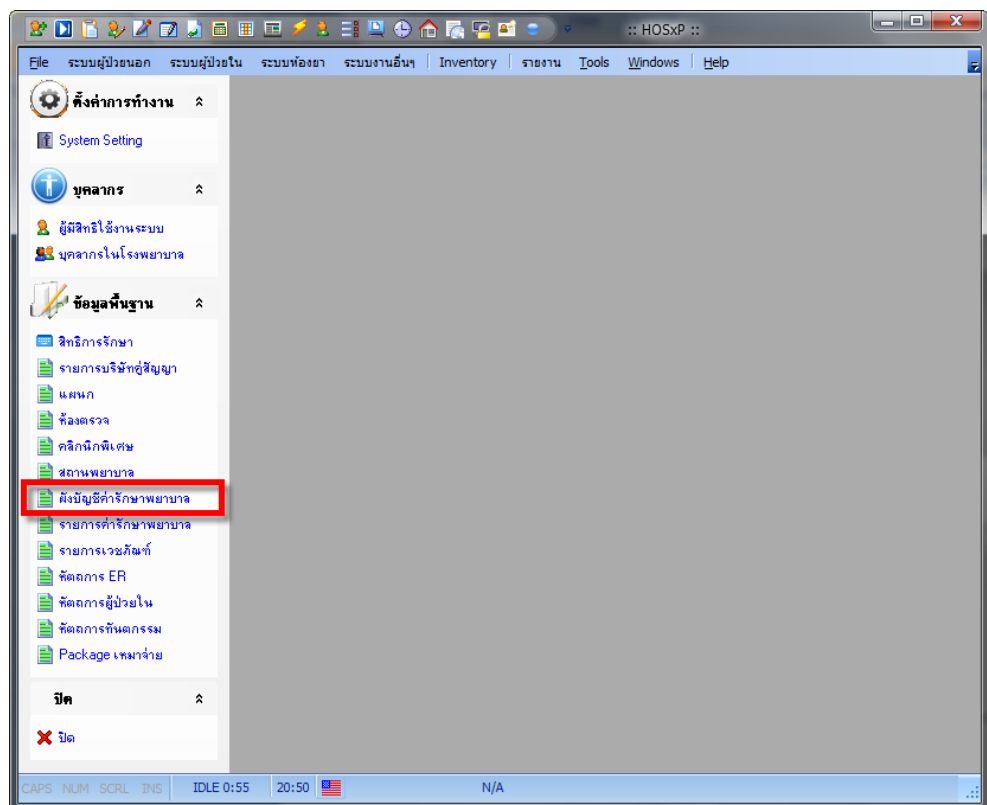 :: HOSxP ::
File ระบบผู้ป่วยนอก ระบบผู้ป่วยใน ระบบห้องยา ระบบงานอื่นๆ Inventory รายงาน Tools Windows Help
ตั้งค่าการทำงาน
System Setting
บุคลากร
ผู้มีสิทธิใช้งานระบบ
บุคลากรในโรงพยาบาล
ข้อมูลพื้นฐาน
สิทธิการรักษา
รายการบริษัทคู่สัญญา
แผนก
ห้องตรวจ
คลินิกพิเศษ
สถานพยาบาล
ผังบัญชีค่ารักษาพยาบาล
รายการค่ารักษาพยาบาล
รายการเวชภัณฑ์
หัตถการ ER
หัตถการผู้ป่วยใน
หัตถการทันตกรรม
Package เหมาจ่าย
ปิด
ปิด
CAPS NUM SCRL INS IDLE 0:55 20:50 N/A